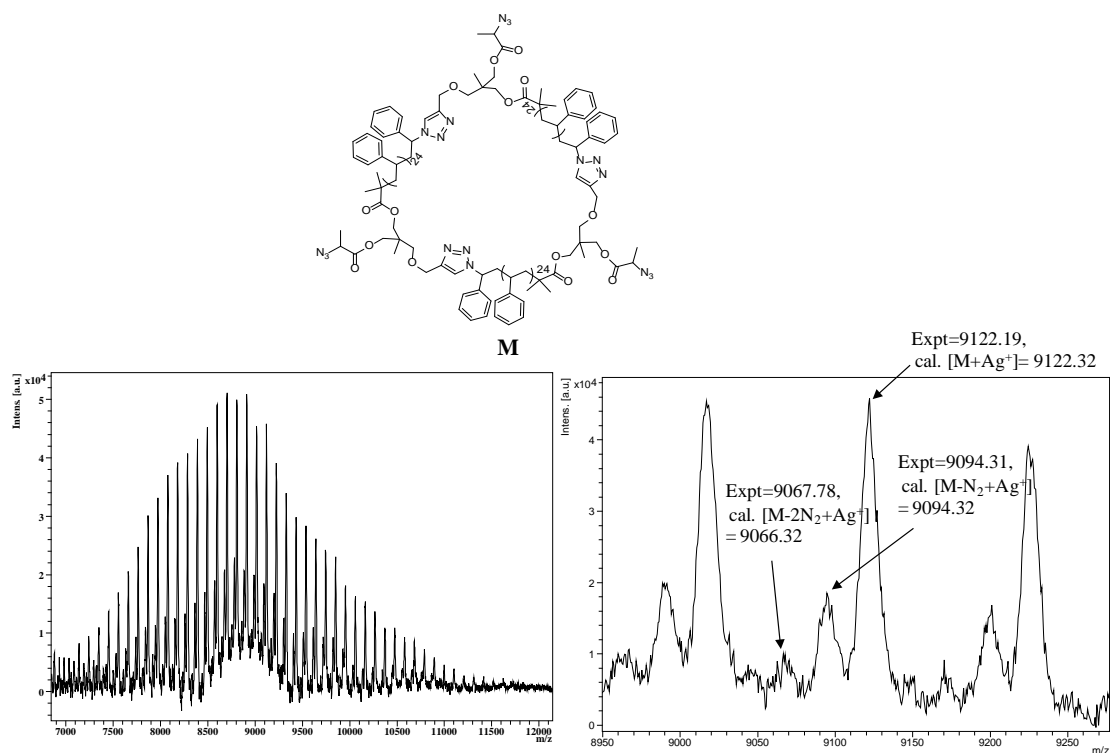 N₃
O
O
O
O
O
24
N
N
N
N
N
N
24
O
O
O
N₃
O
O
O
N
N
N
24
O
O
O
O
O
N₃
M
Expt=9122.19,
cal. [M+Ag⁺]= 9122.32
Expt=9094.31,
cal. [M-N₂+Ag⁺]
= 9094.32
Expt=9067.78,
cal. [M-2N₂+Ag⁺]
= 9066.32
Intens. [a.u.]
x10⁴
5
4
3
2
1
0
7000 7500 8000 8500 9000 9500 10000 10500 11000 11500 12000
m/z
Intens. [a.u.]
x10⁴
4
3
2
1
0
8950 9000 9050 9100 9150 9200 9250
m/z